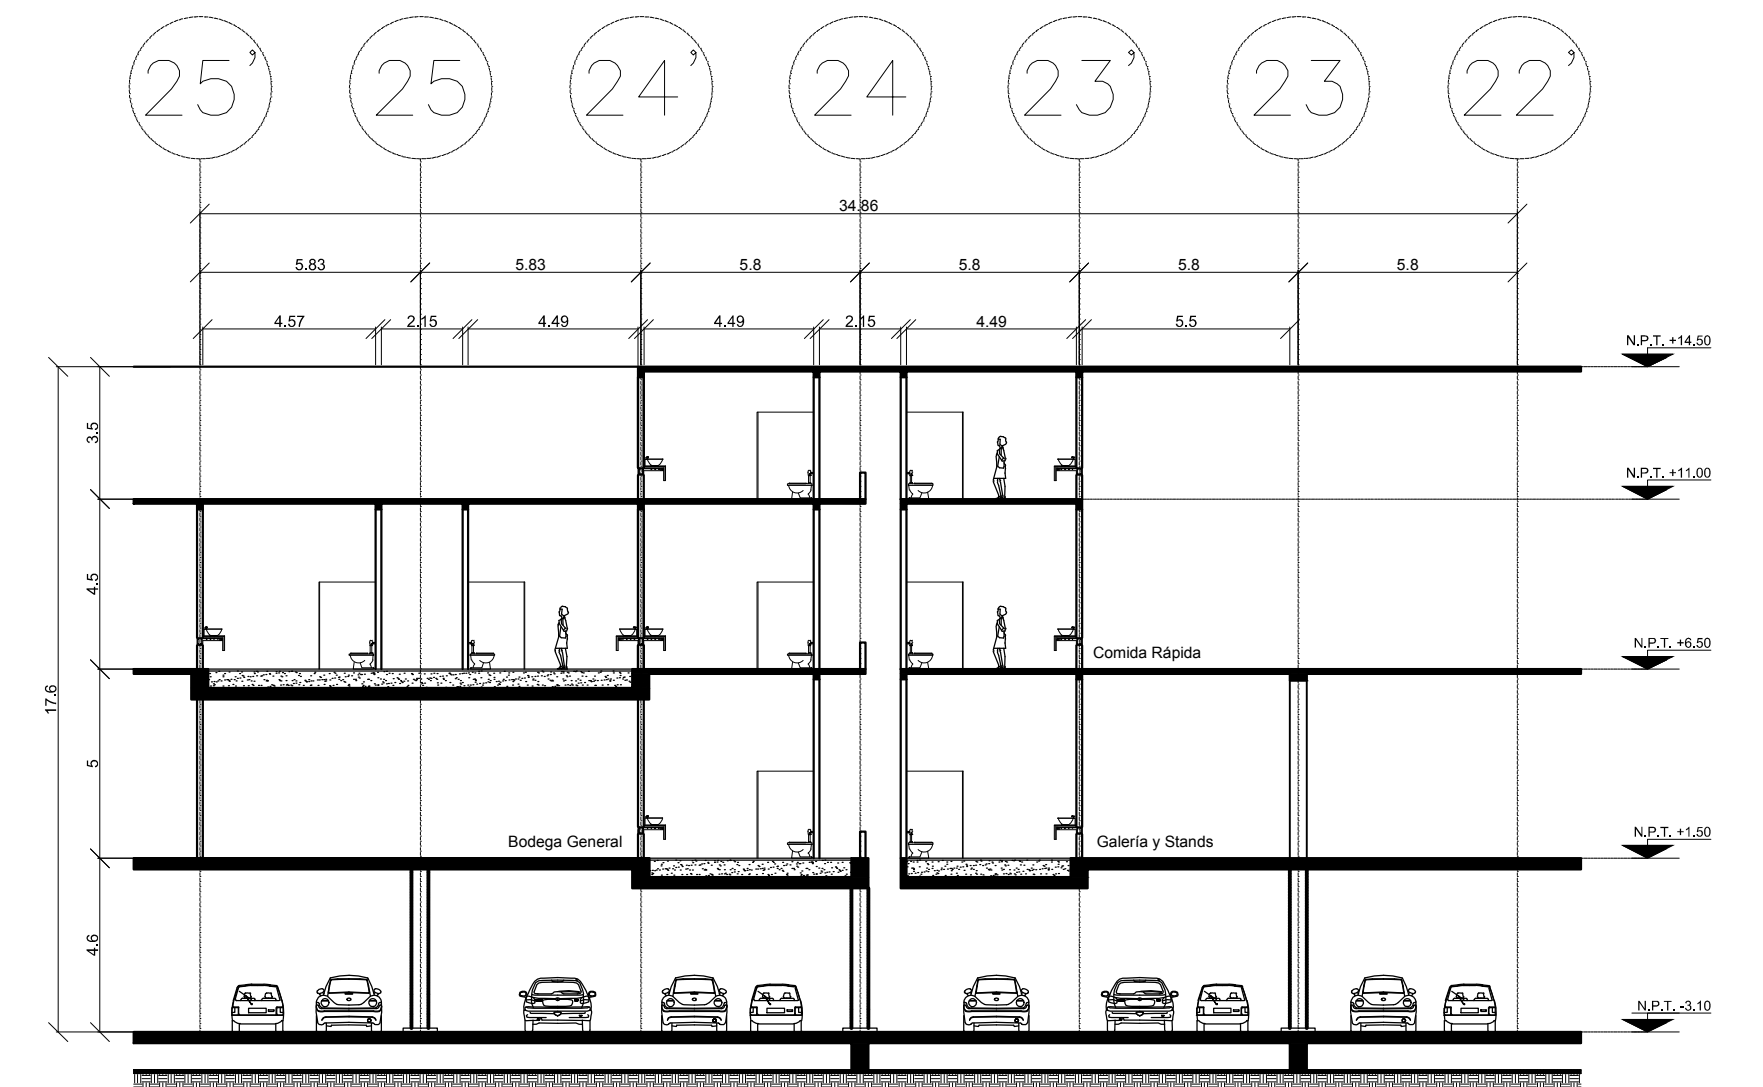 25' 25 24' 24 23' 23 22'
34.86
5.83 5.83 5.8 5.8 5.8 5.8
4.57 2.15 4.49 4.49 2.15 4.49 5.5
N.P.T. +14.50
3.5
N.P.T. +11.00
4.5
Comida Rápida
N.P.T. +6.50
17.6
5
Bodega General
Galería y Stands
N.P.T. +1.50
4.6
N.P.T. -3.10